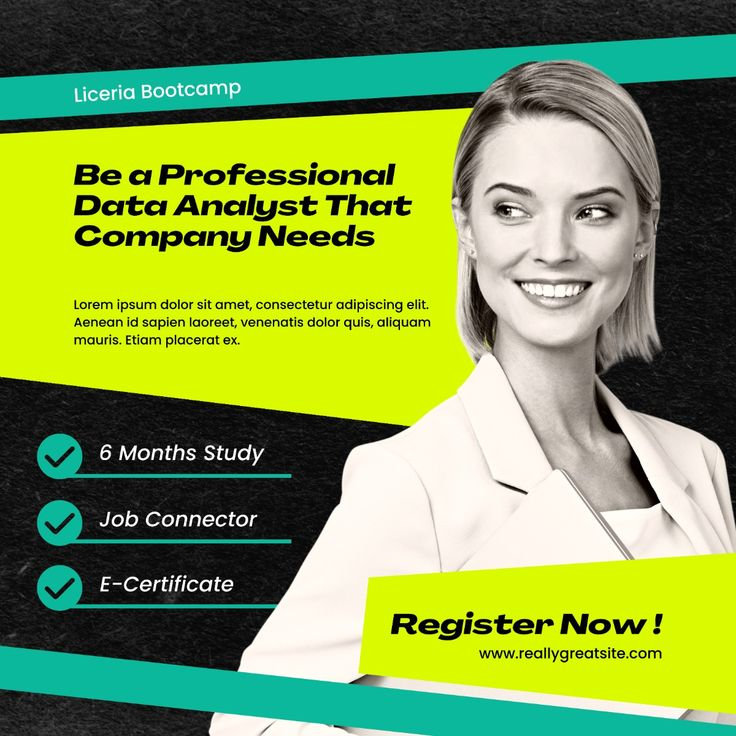 Liceria Bootcamp
Be a Professional
Data Analyst That
Company Needs
Lorem ipsum dolor sit amet, consectetur adipiscing elit.
Aenean id sapien laoreet, venenatis dolor quis, aliquam
mauris. Etiam placerat ex.
6 Months Study
Job Connector
E-Certificate
Register Now !
www.reallygreatsite.com